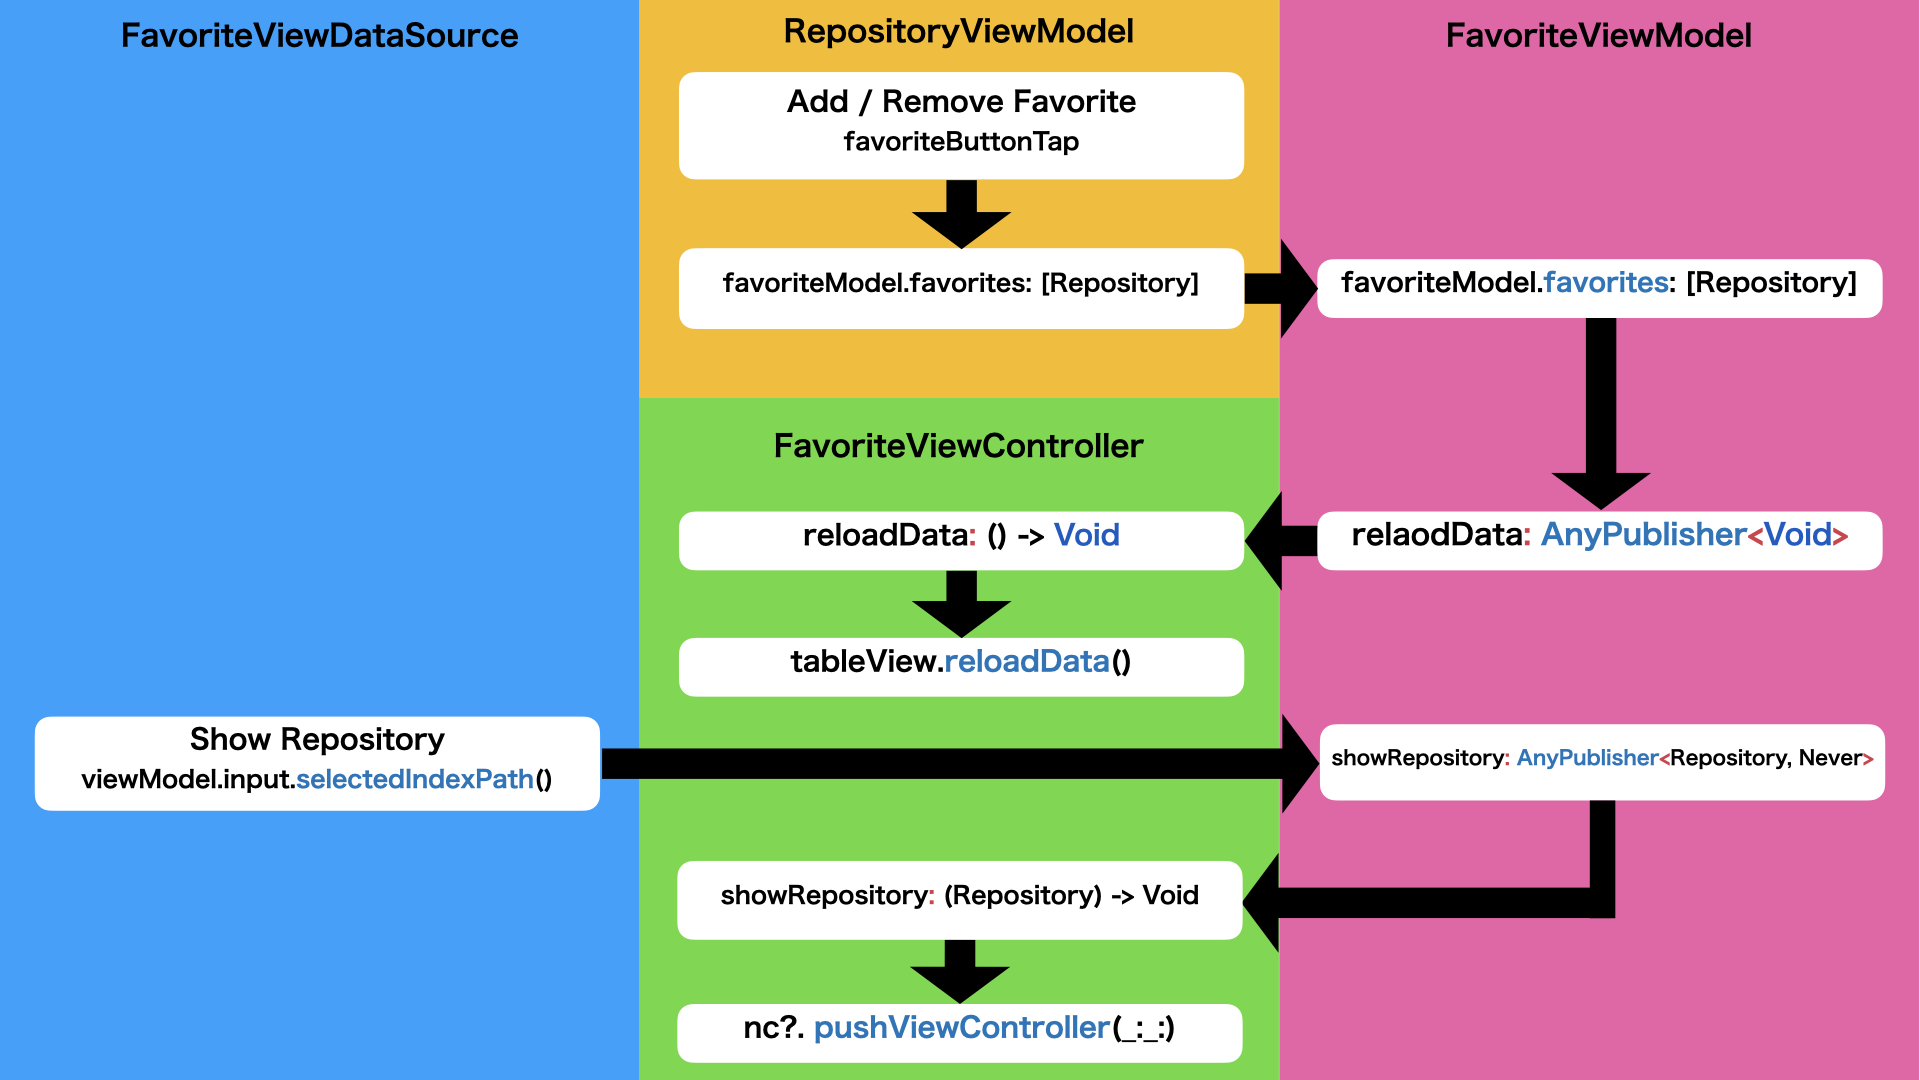 FavoriteViewDataSource
RepositoryViewModel
FavoriteViewModel
Add / Remove Favorite
favoriteButtonTap
favoriteModel.favorites: [Repository]
favoriteModel.favorites: [Repository]
FavoriteViewController
reloadData: () -> Void
relaodData: AnyPublisher<Void>
tableView.reloadData()
Show Repository
viewModel.input.selectedIndexPath()
showRepository: AnyPublisher<Repository, Never>
showRepository: (Repository) -> Void
nc?. pushViewController(_:_:)